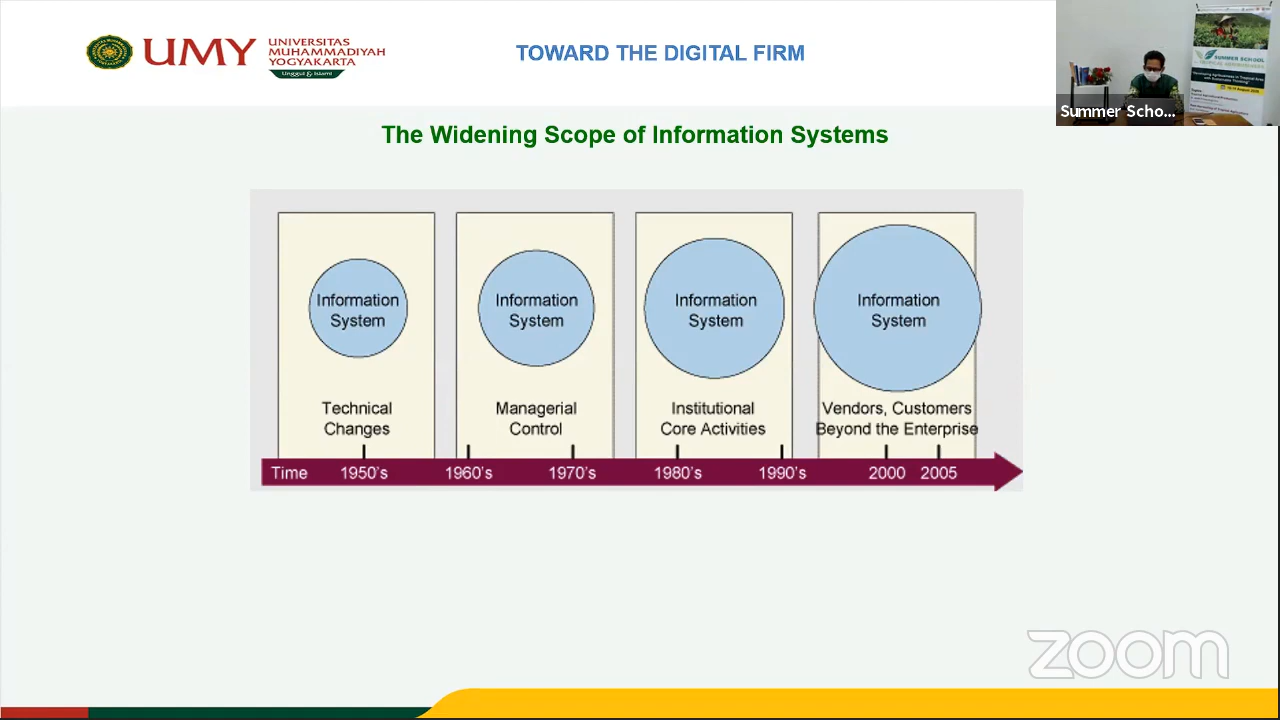 UMY
UNIVERSITAS
MUHAMMADIYAH
YOGYAKARTA
Unggul & Islami
TOWARD THE DIGITAL FIRM
SUMMER SCHOOL
Summer Scho...
The Widening Scope of Information Systems
Information
System
Information
System
Information
System
Information
System
Technical
Changes
Managerial
Control
Institutional
Core Activities
Vendors, Customers
Beyond the Enterprise
Time 1950's 1960's 1970's 1980's 1990's 2000 2005
zoom